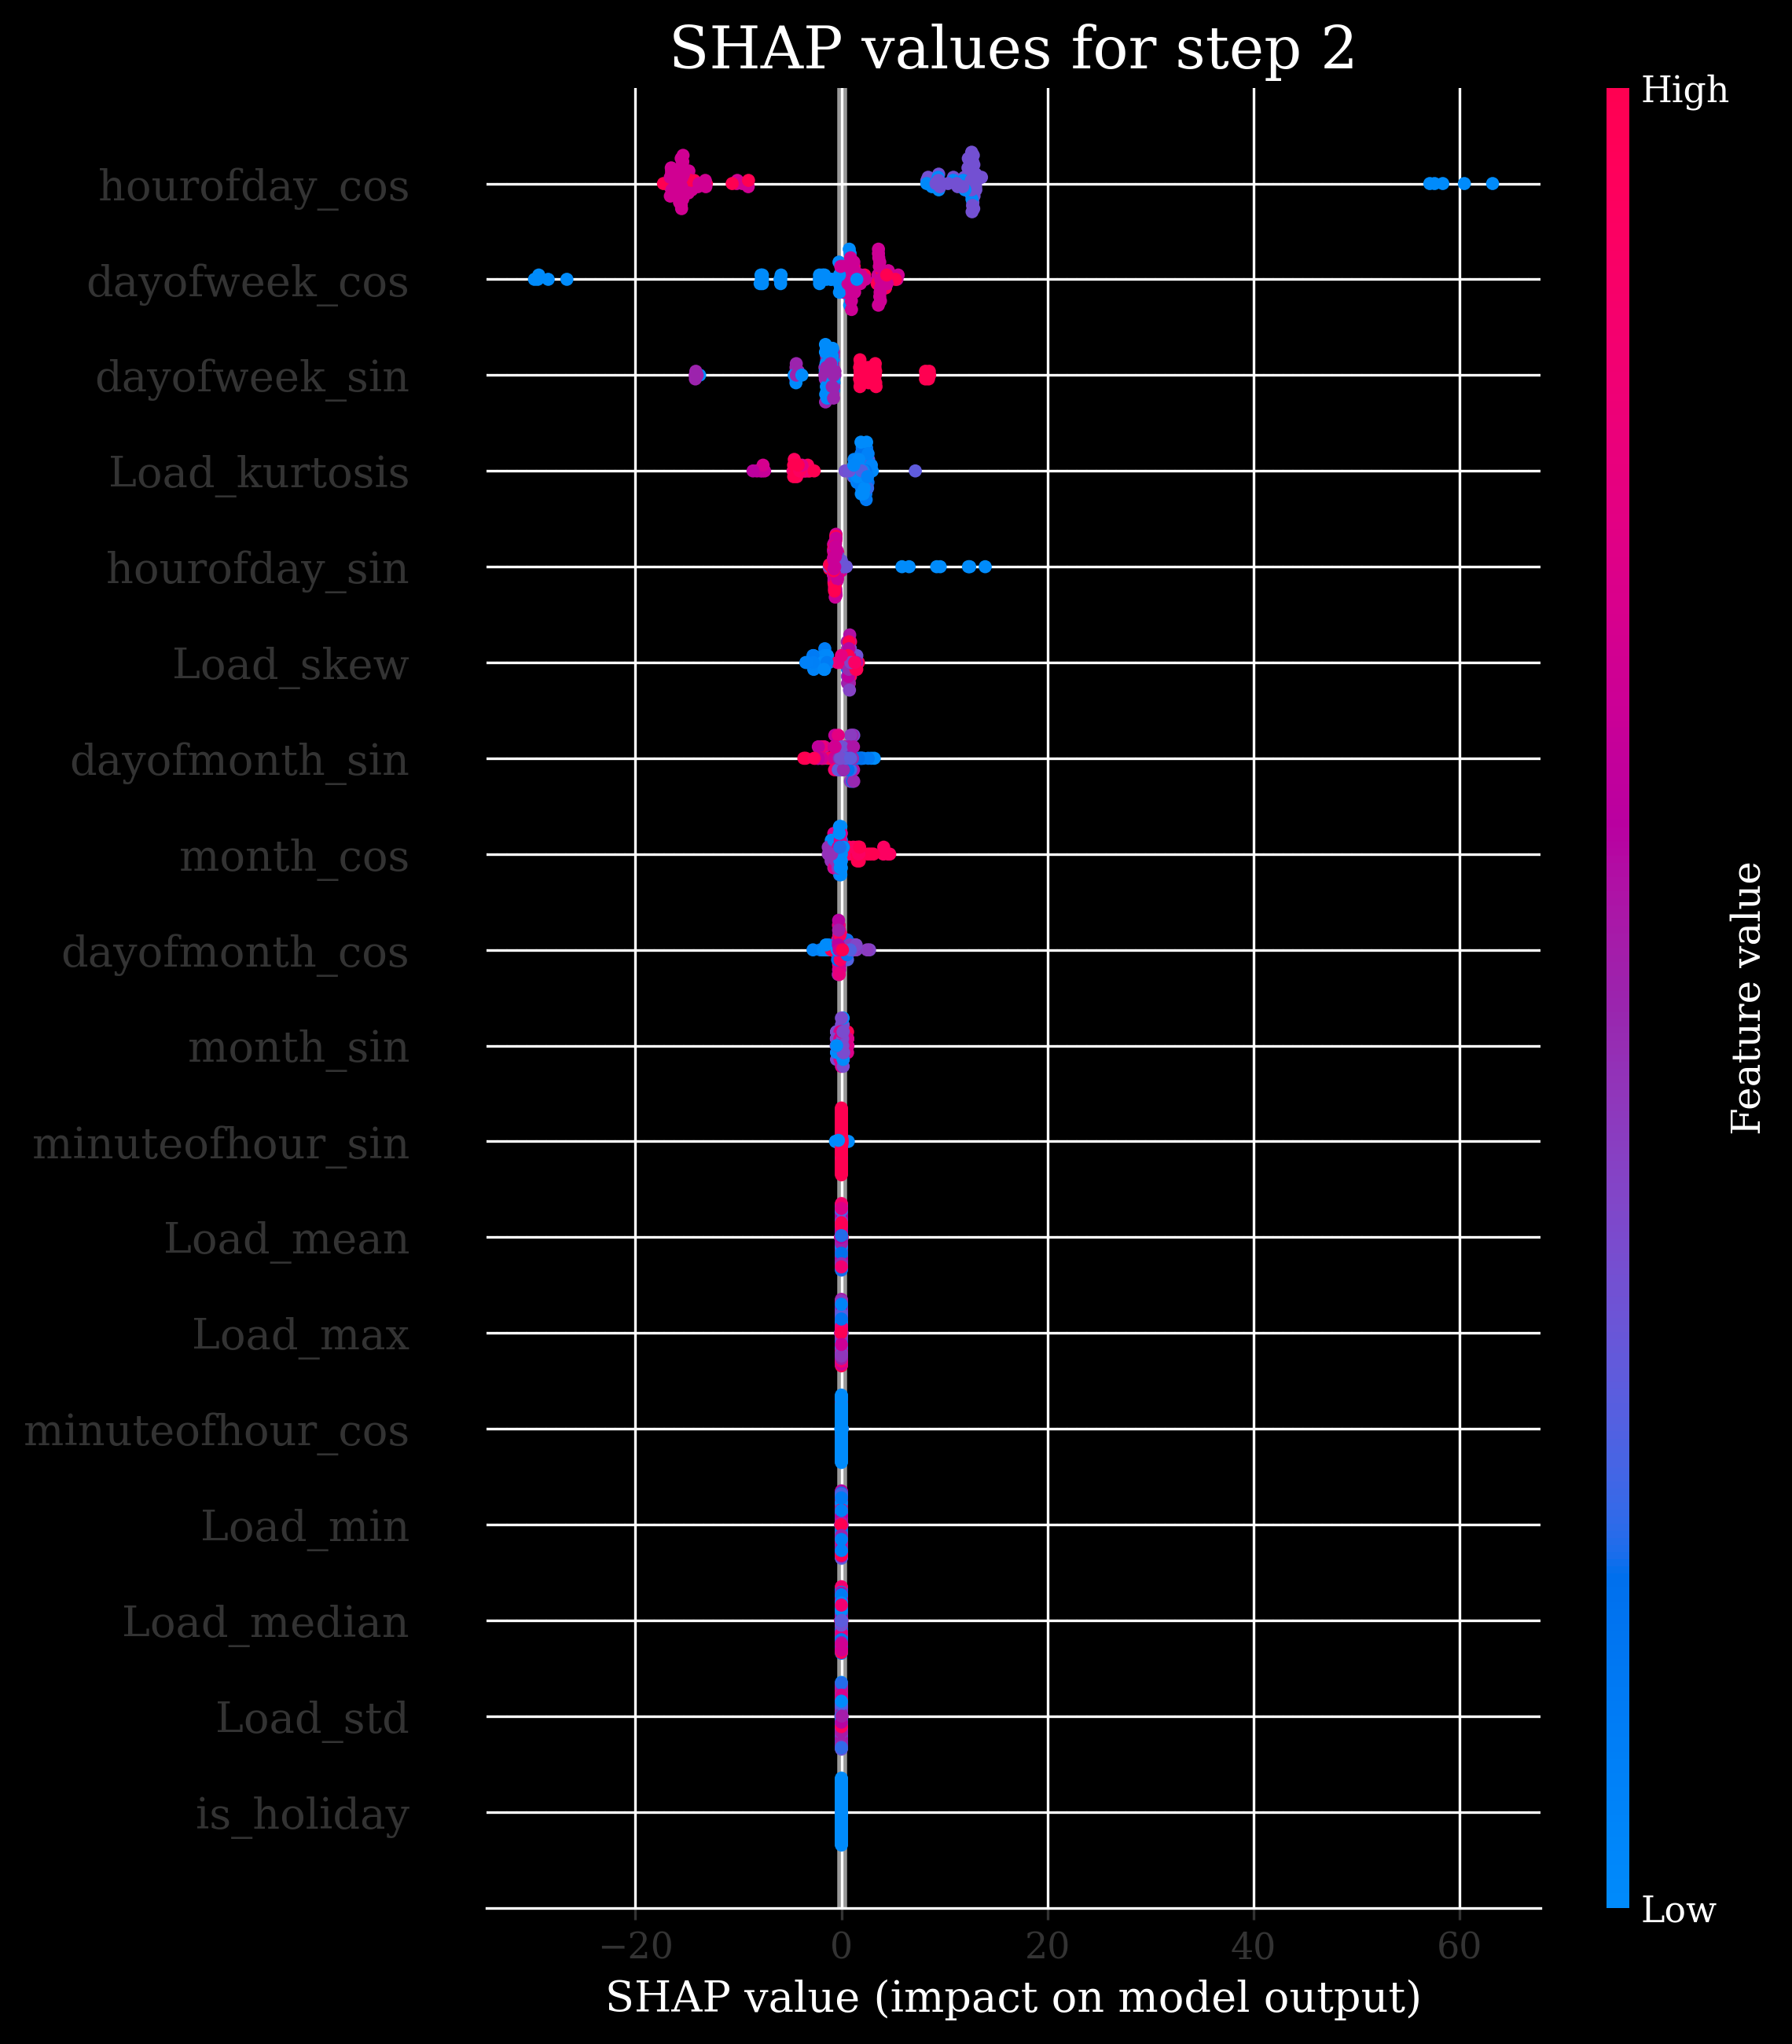 SHAP values for step 2
High
hourofday_cos
dayofweek_cos
dayofweek_sin
Load_kurtosis
hourofday_sin
Load_skew
dayofmonth_sin
month_cos
dayofmonth_cos
month_sin
minuteofhour_sin
Load_mean
Load_max
minuteofhour_cos
Load_min
Load_median
Load_std
is_holiday
Feature value
Low
−20 0 20 40 60
SHAP value (impact on model output)